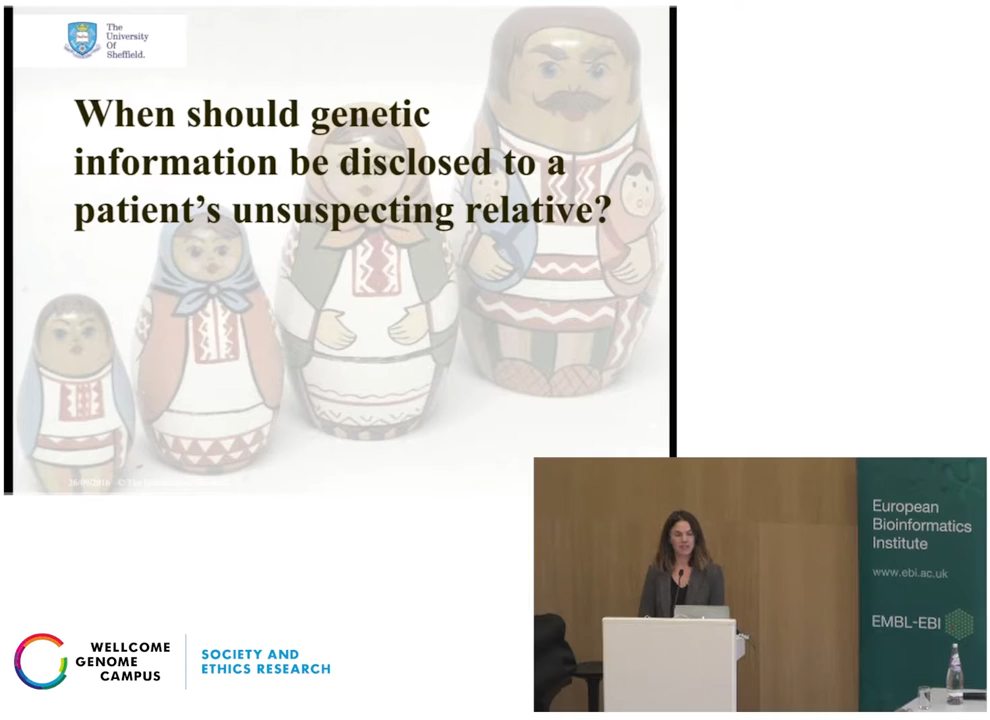 The
University
Of
Sheffield.
When should genetic
information be disclosed to a
patient's unsuspecting relative?
© The
European
Bioinformatics
Institute
www.ebi.ac.uk
EMBL-EBI
WELLCOME
GENOME
CAMPUS
SOCIETY AND
ETHICS RESEARCH